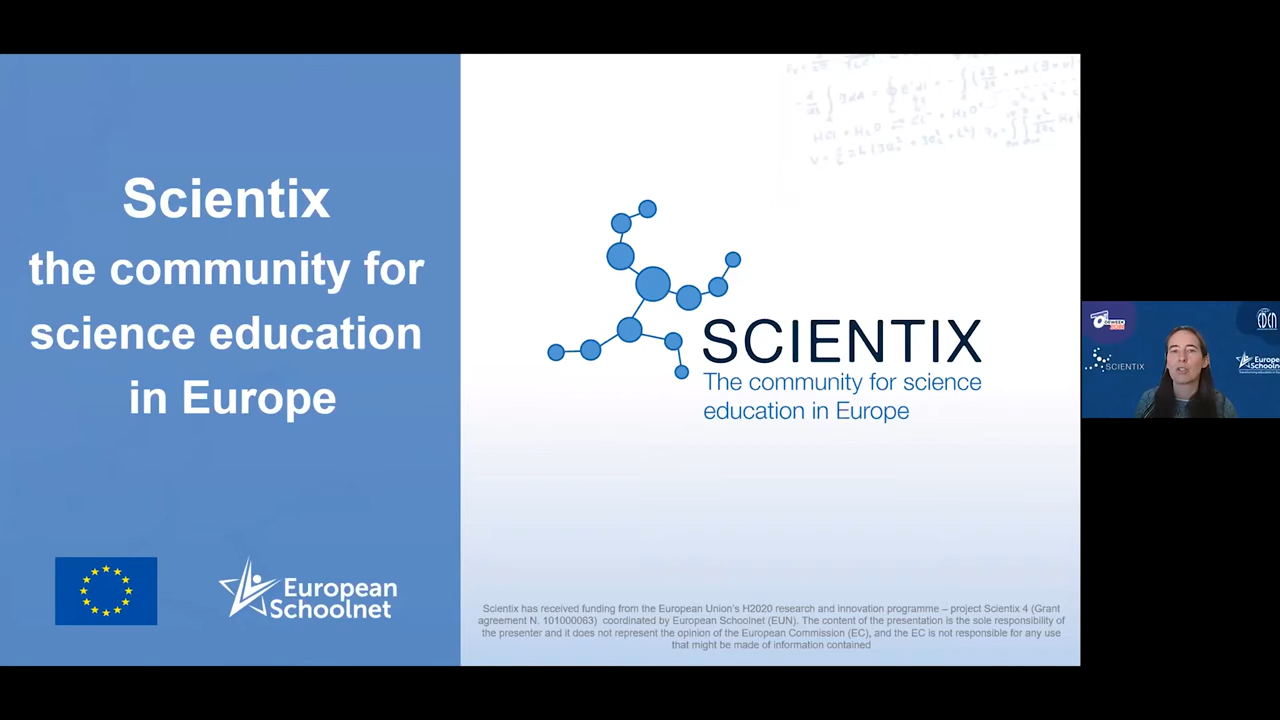 Scientix
the community for
science education
in Europe
European
Schoolnet
SCIENTIX
The community for science
education in Europe
Scientix has received funding from the European Union's H2020 research and innovation programme – project Scientix 4 (Grant
agreement N. 101000063) coordinated by European Schoolnet (EUN). The content of the presentation is the sole responsibility of
the presenter and it does not represent the opinion of the European Commission (EC), and the EC is not responsible for any use
that might be made of information contained
SCIENTIX
EDEN
European
Schoolnet